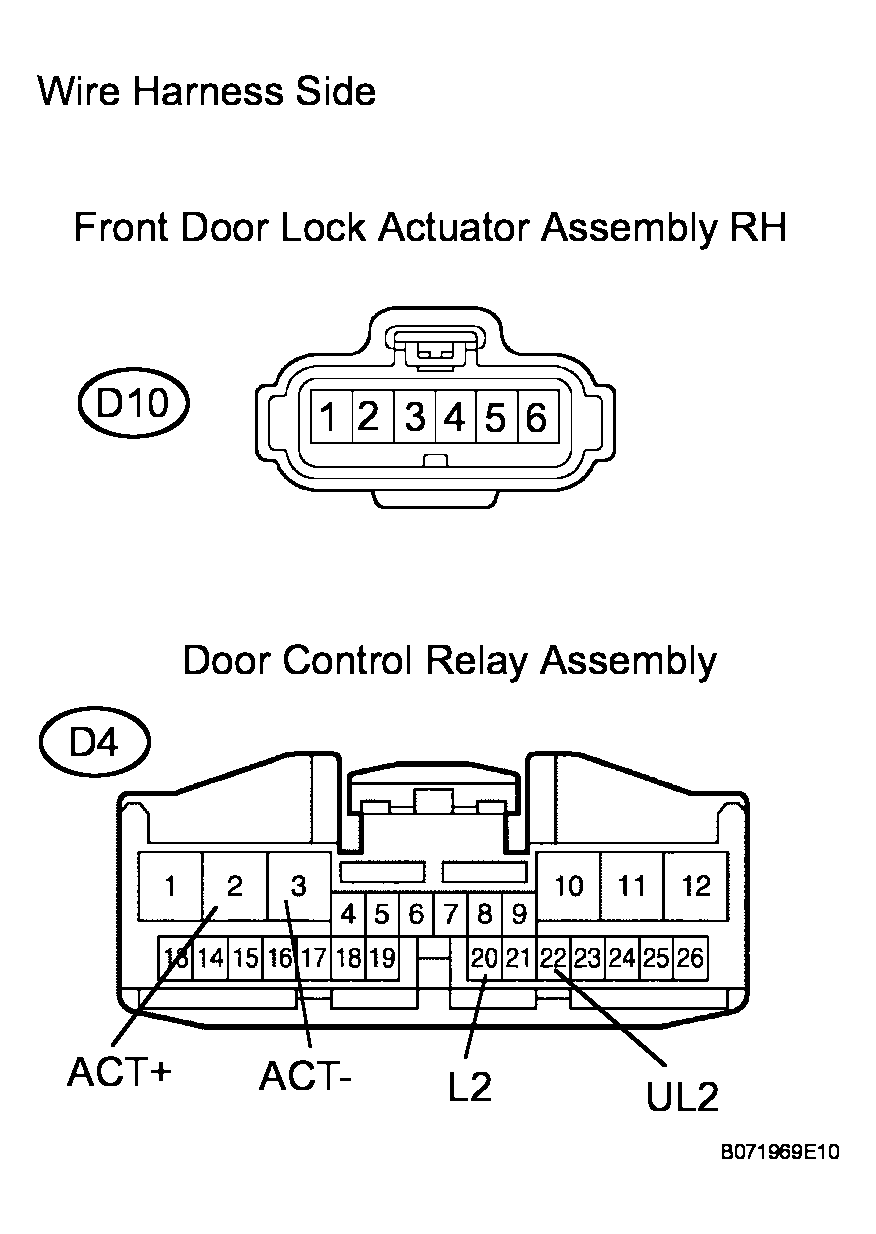 Wire Harness Side
Front Door Lock Actuator Assembly RH
D10
1 2 3 4 5 6
Door Control Relay Assembly
D4
1 2 3 10 11 12
4 5 6 7 8 9
13 14 15 16 17 18 19 20 21 22 23 24 25 26
ACT+ ACT- L2 UL2
B071969E10